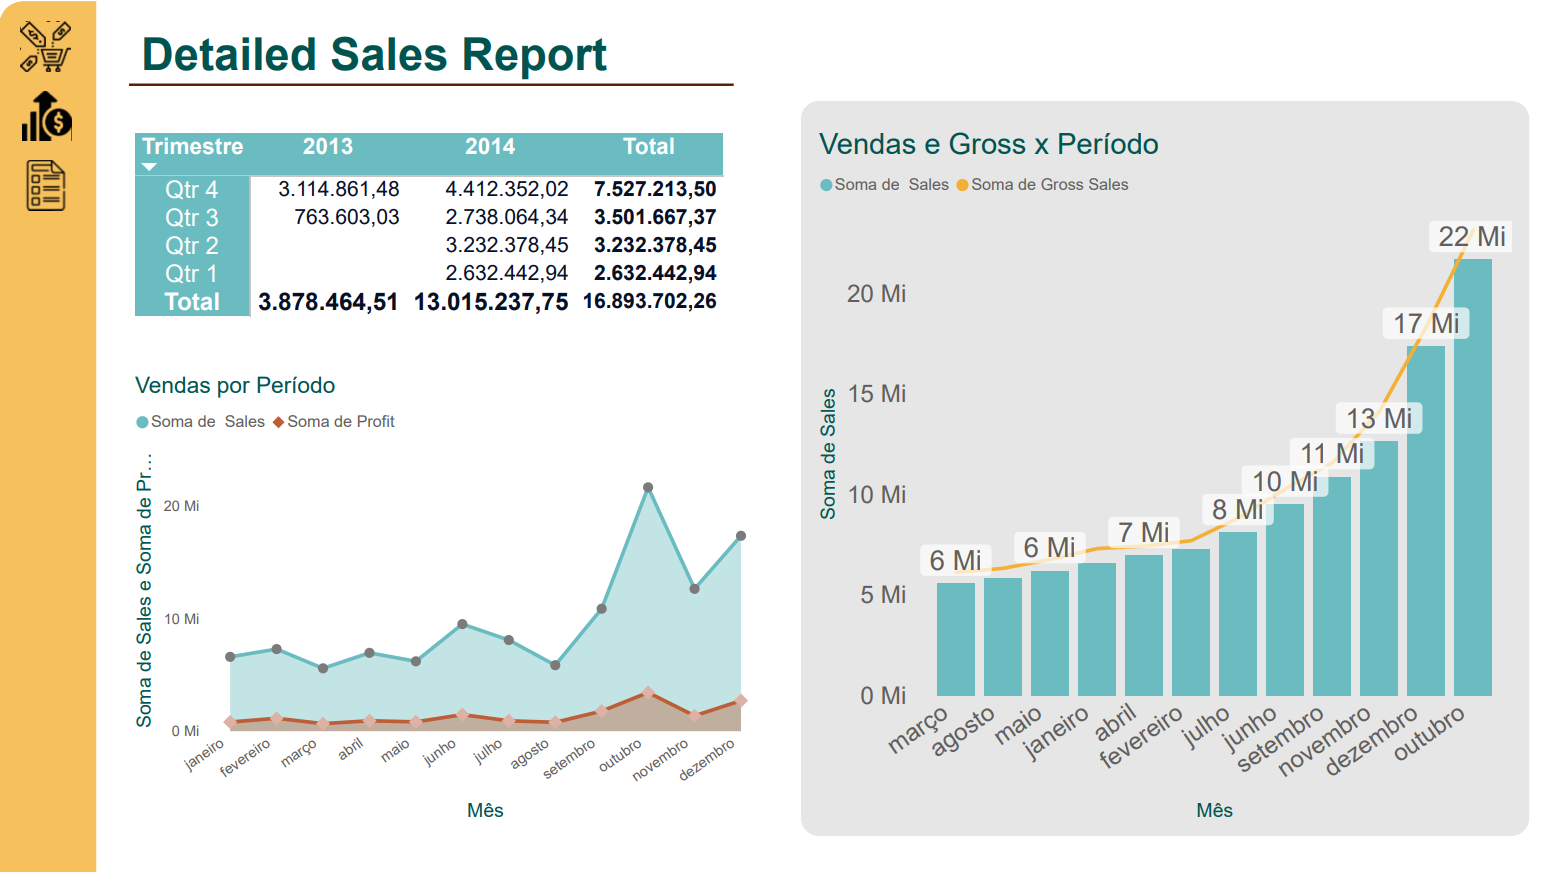 Detailed Sales Report
Trimestre 2013 2014 Total
Qtr 4 3.114.861,48 4.412.352,02 7.527.213,50
Qtr 3 763.603,03 2.738.064,34 3.501.667,37
Qtr 2 3.232.378,45 3.232.378,45
Qtr 1 2.632.442,94 2.632.442,94
Total 3.878.464,51 13.015.237,75 16.893.702,26
Vendas por Período
Soma de Sales Soma de Profit
Soma de Sales e Soma de Pr...
20 Mi
10 Mi
0 Mi
janeiro fevereiro março abril maio junho julho agosto setembro outubro novembro dezembro
Mês
Vendas e Gross x Período
Soma de Sales Soma de Gross Sales
Soma de Sales
20 Mi
15 Mi
10 Mi
5 Mi
0 Mi
6 Mi 6 Mi 7 Mi 8 Mi 10 Mi 11 Mi 13 Mi 17 Mi 22 Mi
março agosto maio janeiro abril fevereiro julho junho setembro novembro dezembro outubro
Mês